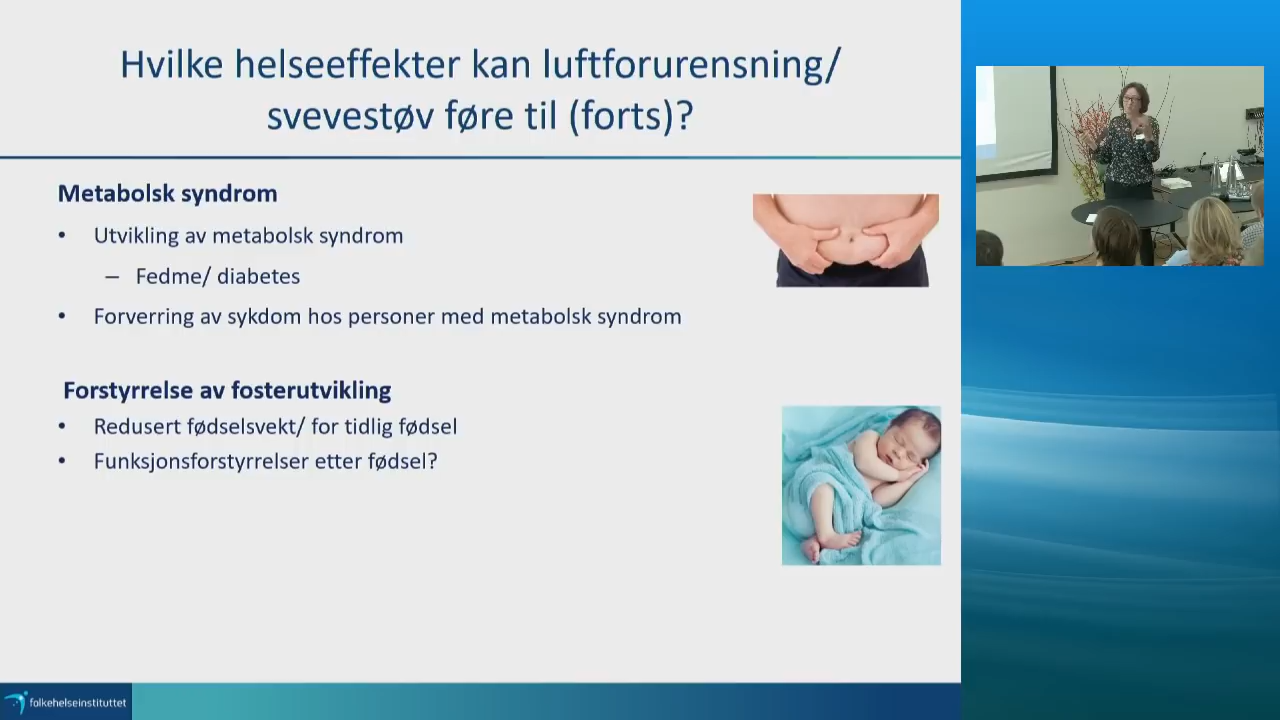 Hvilke helseeffekter kan luftforurensning/
svevestøv føre til (forts)?
Metabolsk syndrom
• Utvikling av metabolsk syndrom
– Fedme/ diabetes
• Forverring av sykdom hos personer med metabolsk syndrom
Forstyrrelse av fosterutvikling
• Redusert fødselsvekt/ for tidlig fødsel
• Funksjonsforstyrrelser etter fødsel?
folkehelseinstituttet